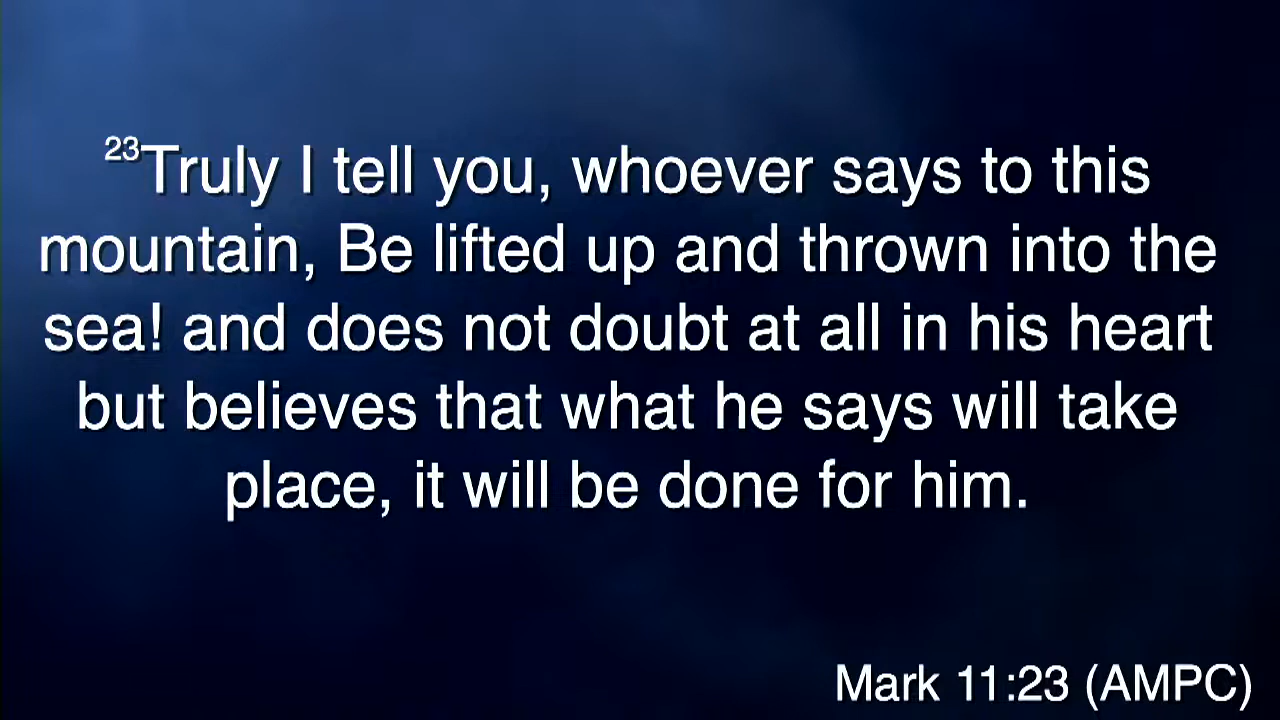 23Truly I tell you, whoever says to this
mountain, Be lifted up and thrown into the
sea! and does not doubt at all in his heart
but believes that what he says will take
place, it will be done for him.
Mark 11:23 (AMPC)